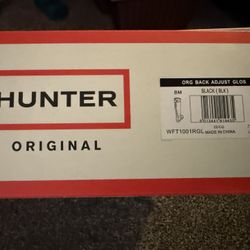 HUNTER
ORIGINAL
ORG BACK ADJUST GLOS
8M BLACK ( BLK )
WFT1001RGL
MADE IN CHINA